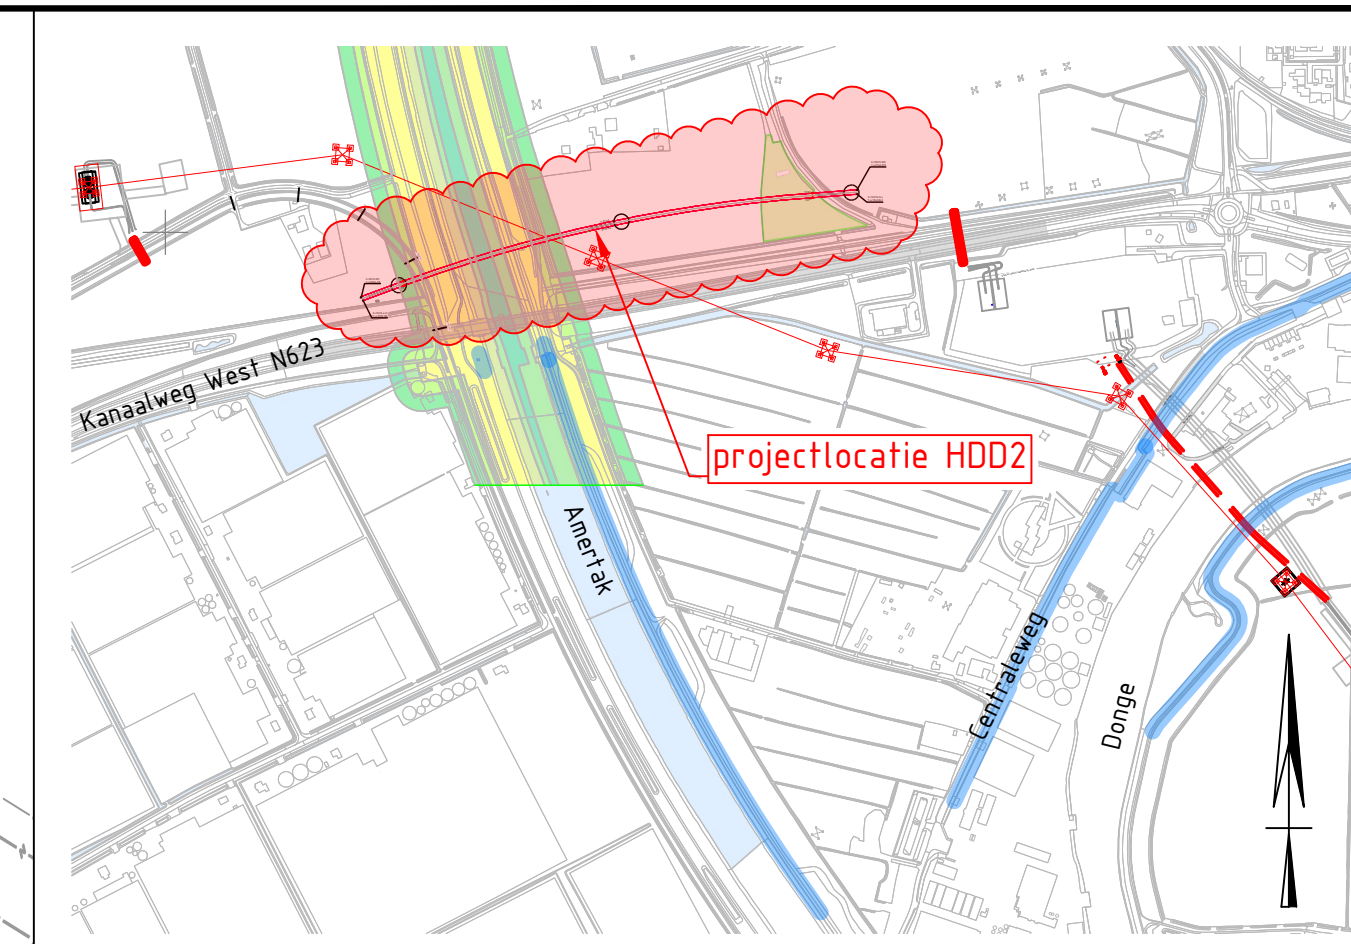 Kanaalweg West N623
projectlocatie HDD2
Amertak
Centraleweg
Donge